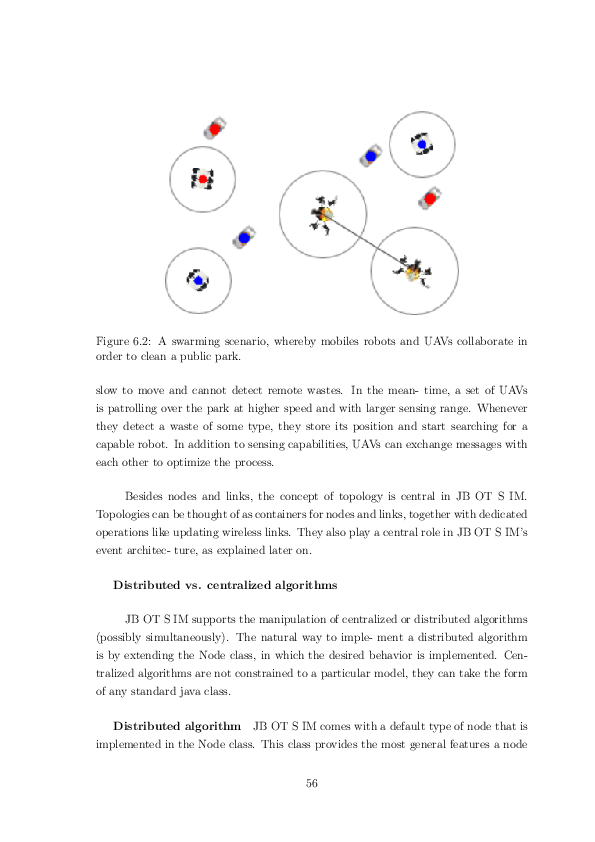 Figure 6.2: A swarming scenario, whereby mobiles robots and UAVs collaborate in
order to clean a public park.
slow to move and cannot detect remote wastes. In the mean- time, a set of UAVs
is patrolling over the park at higher speed and with larger sensing range. Whenever
they detect a waste of some type, they store its position and start searching for a
capable robot. In addition to sensing capabilities, UAVs can exchange messages with
each other to optimize the process.
Besides nodes and links, the concept of topology is central in JB OT S IM.
Topologies can be thought of as containers for nodes and links, together with dedicated
operations like updating wireless links. They also play a central role in JB OT S IM's
event architec- ture, as explained later on.
Distributed vs. centralized algorithms
JB OT S IM supports the manipulation of centralized or distributed algorithms
(possibly simultaneously). The natural way to imple- ment a distributed algorithm
is by extending the Node class, in which the desired behavior is implemented. Cen-
tralized algorithms are not constrained to a particular model, they can take the form
of any standard java class.
Distributed algorithm JB OT S IM comes with a default type of node that is
implemented in the Node class. This class provides the most general features a node
56